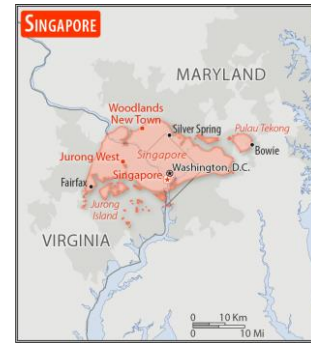 SINGAPORE
MARYLAND
Woodlands
New Town
Silver Spring
Pulau Tekong
Jurong West
Singapore
Bowie
Singapore
Washington, D.C.
Fairfax
Jurong
Island
VIRGINIA
0 10 Km
0 10 Mi